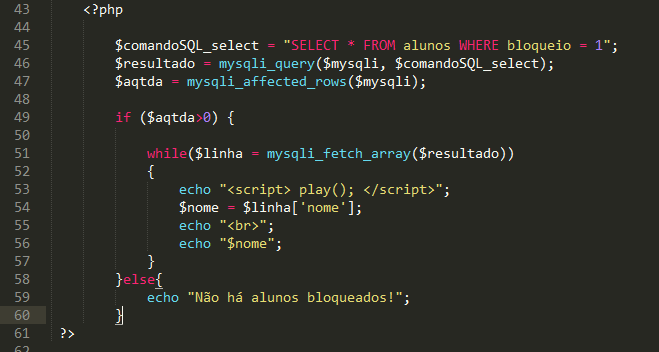 43 <?php
44
45 $comandoSQL_select = "SELECT * FROM alunos WHERE bloqueio = 1";
46 $resultado = mysqli_query($mysqli, $comandoSQL_select);
47 $aqtda = mysqli_affected_rows($mysqli);
48
49 if ($aqtda>0) {
50
51 while($linha = mysqli_fetch_array($resultado))
52 {
53 echo "<script> play(); </script>";
54 $nome = $linha['nome'];
55 echo "<br>";
56 echo "$nome";
57 }
58 }else{
59 echo "Não há alunos bloqueados!";
60 }
61 ?>
62